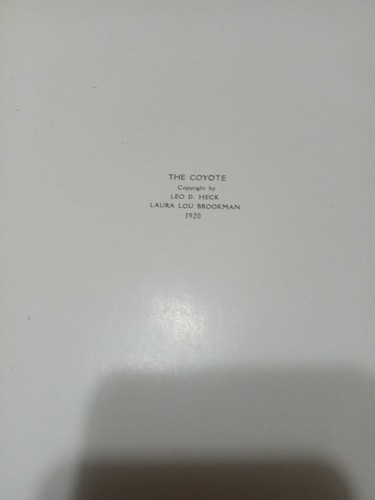 THE COYOTE
Copyright by
LEO D. HECK
LAURA LOU BROOKMAN
1920